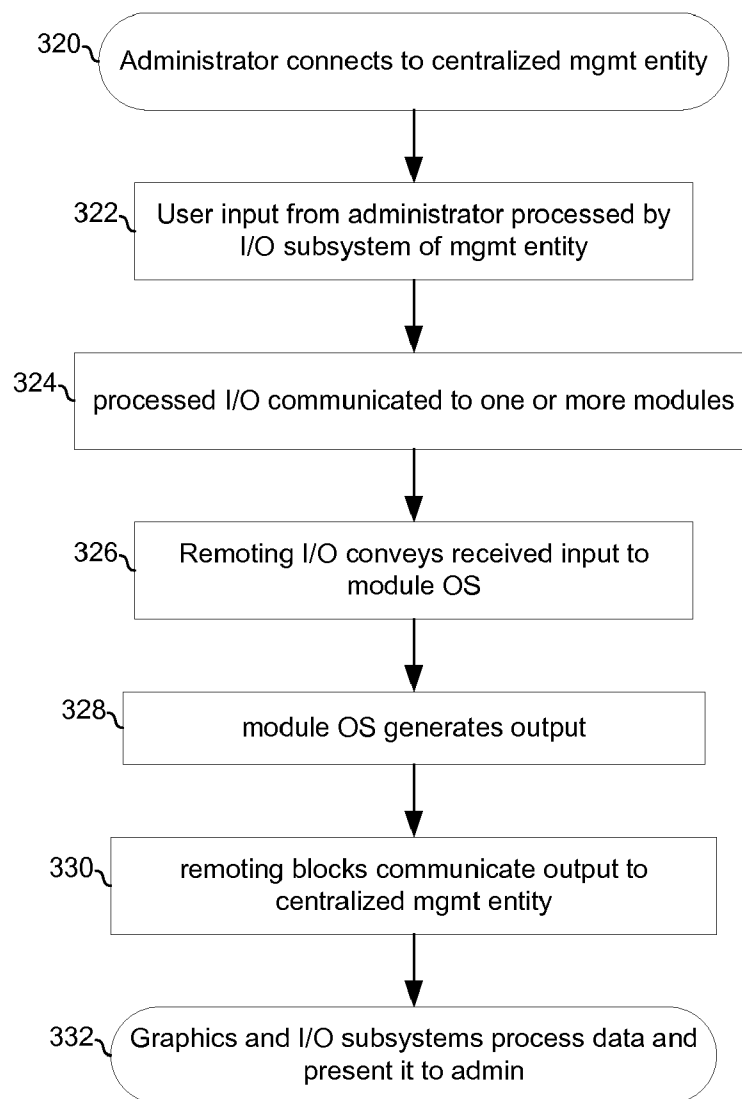 320
Administrator connects to centralized mgmt entity
322
User input from administrator processed by
I/O subsystem of mgmt entity
324
processed I/O communicated to one or more modules
326
Remoting I/O conveys received input to
module OS
328
module OS generates output
330
remoting blocks communicate output to
centralized mgmt entity
332
Graphics and I/O subsystems process data and
present it to admin